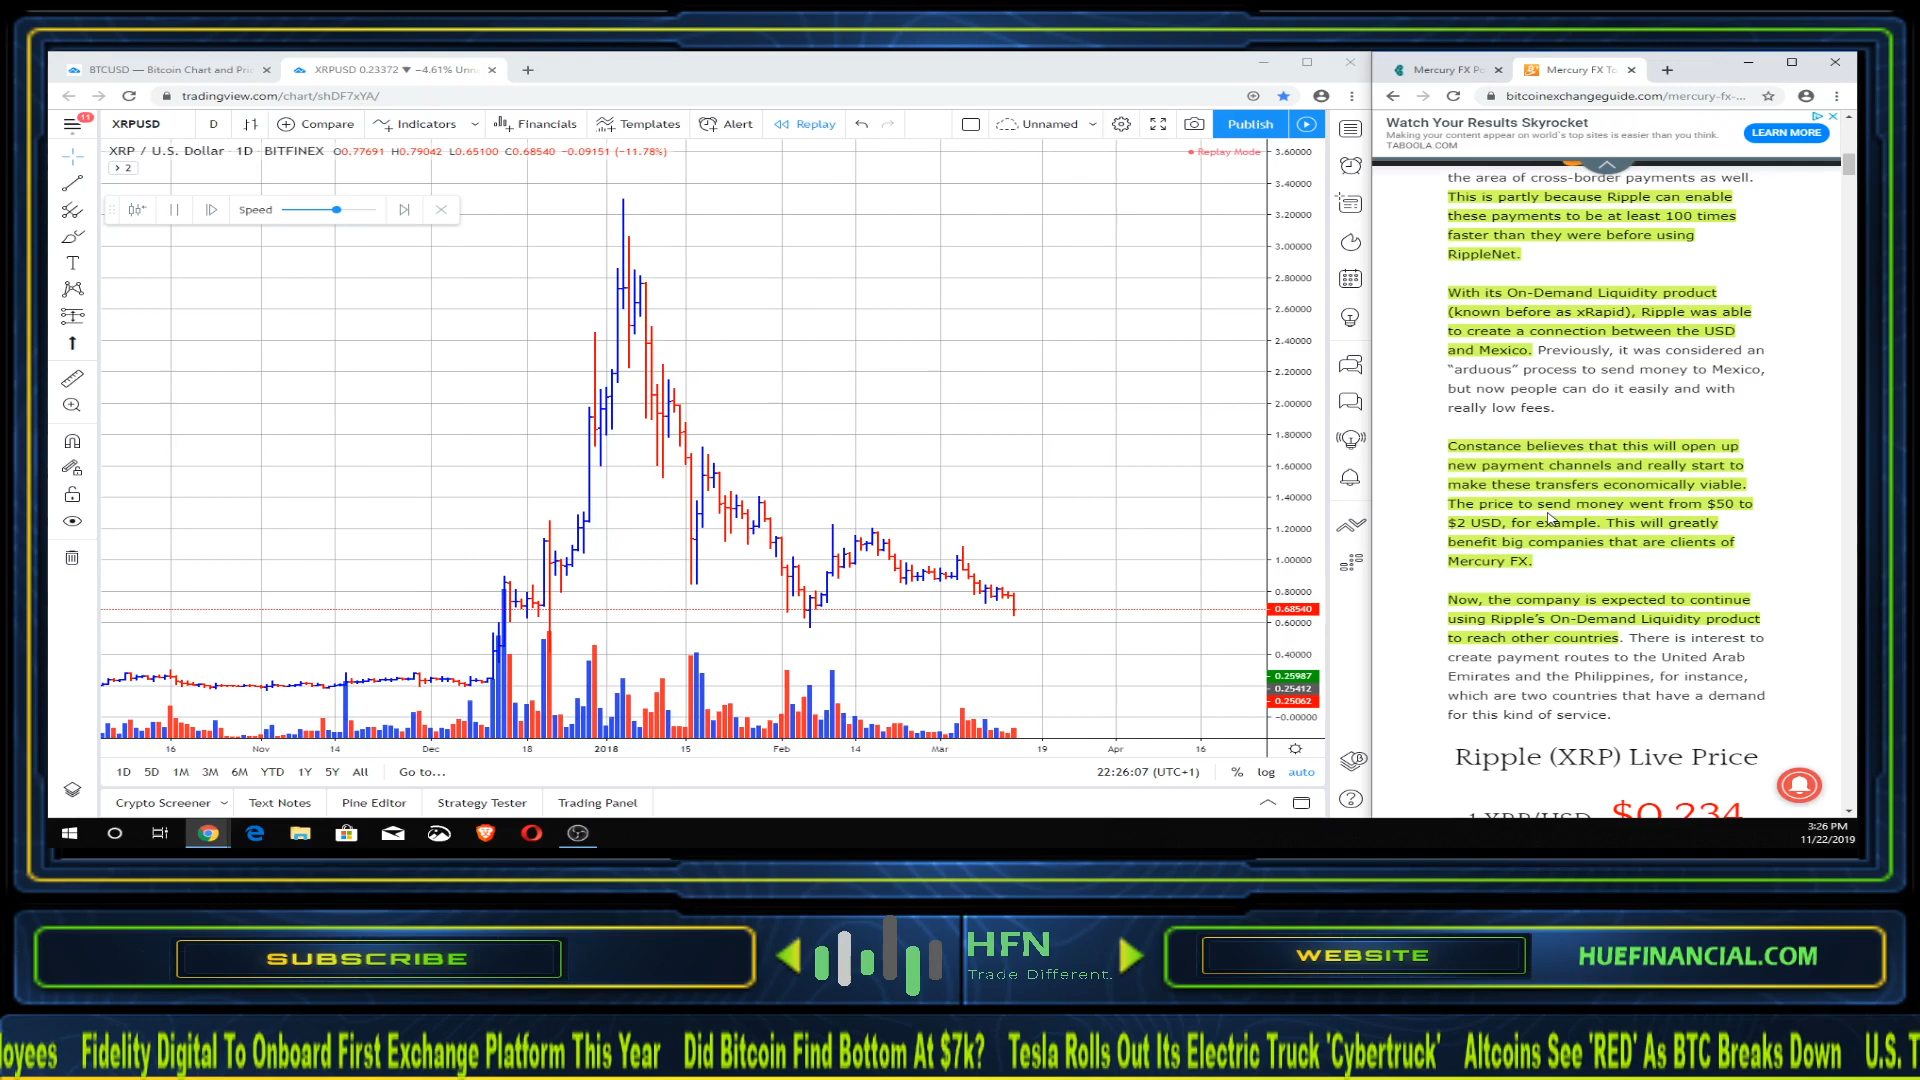 BTCUSD — Bitcoin Chart and Pric
XRPUSD 0.23372 ▼ −4.61% Unn
tradingview.com/chart/shDF7xYA/
11
XRPUSD
D
Compare
Indicators
Financials
Templates
Alert
Replay
Unnamed
Publish
XRP / U.S. Dollar · 1D · BITFINEX O0.77691 H0.79042 L0.65100 C0.68540 −0.09151 (−11.78%)
Replay Mode
2
Speed
3.60000
3.40000
3.20000
3.00000
2.80000
2.60000
2.40000
2.20000
2.00000
1.80000
1.60000
1.40000
1.20000
1.00000
0.80000
0.68540
0.60000
0.40000
0.25987
0.25412
0.25062
−0.00000
16 Nov 14 Dec 18 2018 15 Feb 14 Mar 19 Apr 16
1D 5D 1M 3M 6M YTD 1Y 5Y All Go to...
22:26:07 (UTC+1) % log auto
Crypto Screener Text Notes Pine Editor Strategy Tester Trading Panel
Mercury FX Po
Mercury FX To
bitcoinexchangeguide.com/mercury-fx-...
Watch Your Results Skyrocket
Making your content appear on world's top sites is easier than you think.
TABOOLA.COM
LEARN MORE
the area of cross-border payments as well.
This is partly because Ripple can enable
these payments to be at least 100 times
faster than they were before using
RippleNet.
With its On-Demand Liquidity product
(known before as xRapid), Ripple was able
to create a connection between the USD
and Mexico. Previously, it was considered an
“arduous” process to send money to Mexico,
but now people can do it easily and with
really low fees.
Constance believes that this will open up
new payment channels and really start to
make these transfers economically viable.
The price to send money went from $50 to
$2 USD, for example. This will greatly
benefit big companies that are clients of
Mercury FX.
Now, the company is expected to continue
using Ripple’s On-Demand Liquidity product
to reach other countries. There is interest to
create payment routes to the United Arab
Emirates and the Philippines, for instance,
which are two countries that have a demand
for this kind of service.
Ripple (XRP) Live Price
1 XRP/USD $0.234
3:26 PM
11/22/2019
SUBSCRIBE
HFN
Trade Different.
WEBSITE
HUEFINANCIAL.COM
loyees Fidelity Digital To Onboard First Exchange Platform This Year Did Bitcoin Find Bottom At $7k? Tesla Rolls Out Its Electric Truck 'Cybertruck' Altcoins See 'RED' As BTC Breaks Down U.S. T